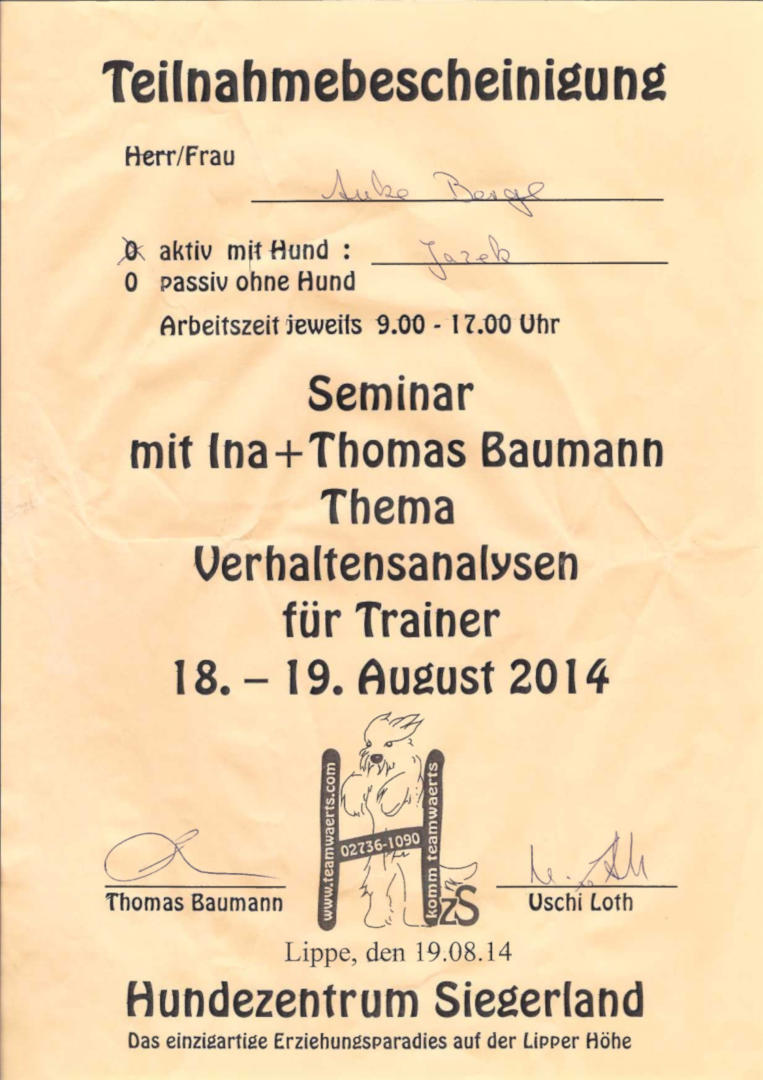 Teilnahmebescheinigung
Herr/Frau Anke Berge
0 aktiv mit Hund : Jarek
0 passiv ohne Hund
Arbeitszeit jeweils 9.00 - 17.00 Uhr
Seminar
mit Ina+Thomas Baumann
Thema
Verhaltensanalysen
für Trainer
18. – 19. August 2014
www.teamwaerts.com
02736-1090
komm teamwaerts
HzS
Thomas Baumann
Uschi Loth
Lippe, den 19.08.14
Hundezentrum Siegerland
Das einzigartige Erziehungsparadies auf der Lipper Höhe